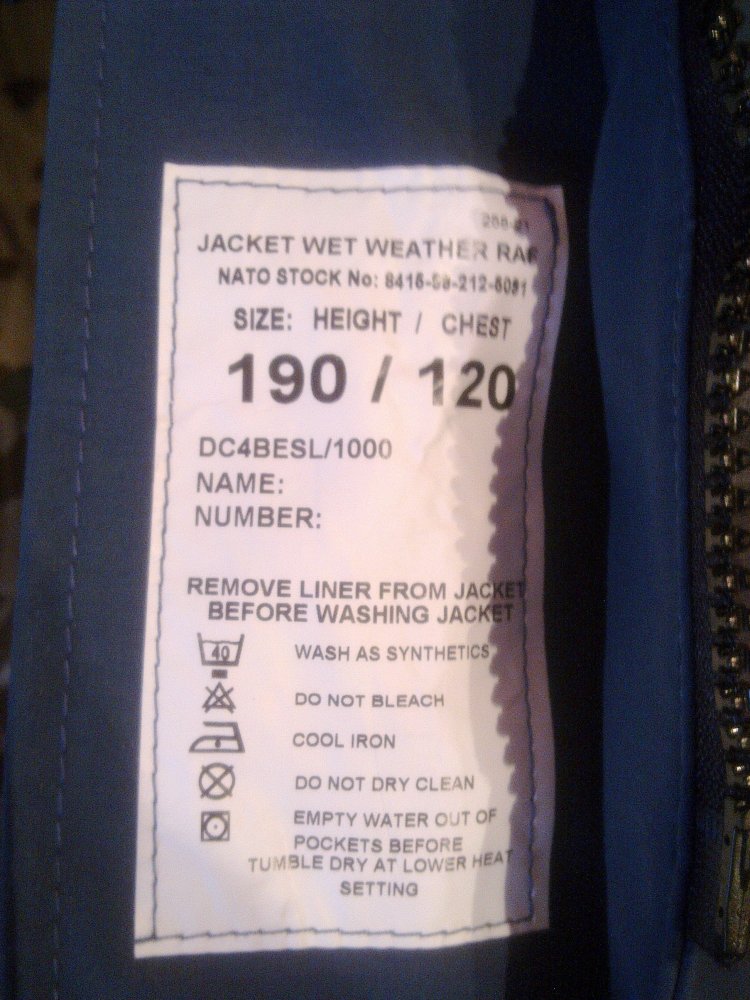 JACKET WET WEATHER RAF
NATO STOCK No:
SIZE: HEIGHT / CHEST
190 / 120
DC4BESL/1000
NAME:
NUMBER:
REMOVE LINER FROM JACKET
BEFORE WASHING JACKET
40 WASH AS SYNTHETICS
DO NOT BLEACH
COOL IRON
DO NOT DRY CLEAN
EMPTY WATER OUT OF
POCKETS BEFORE
TUMBLE DRY AT LOWER HEAT
SETTING